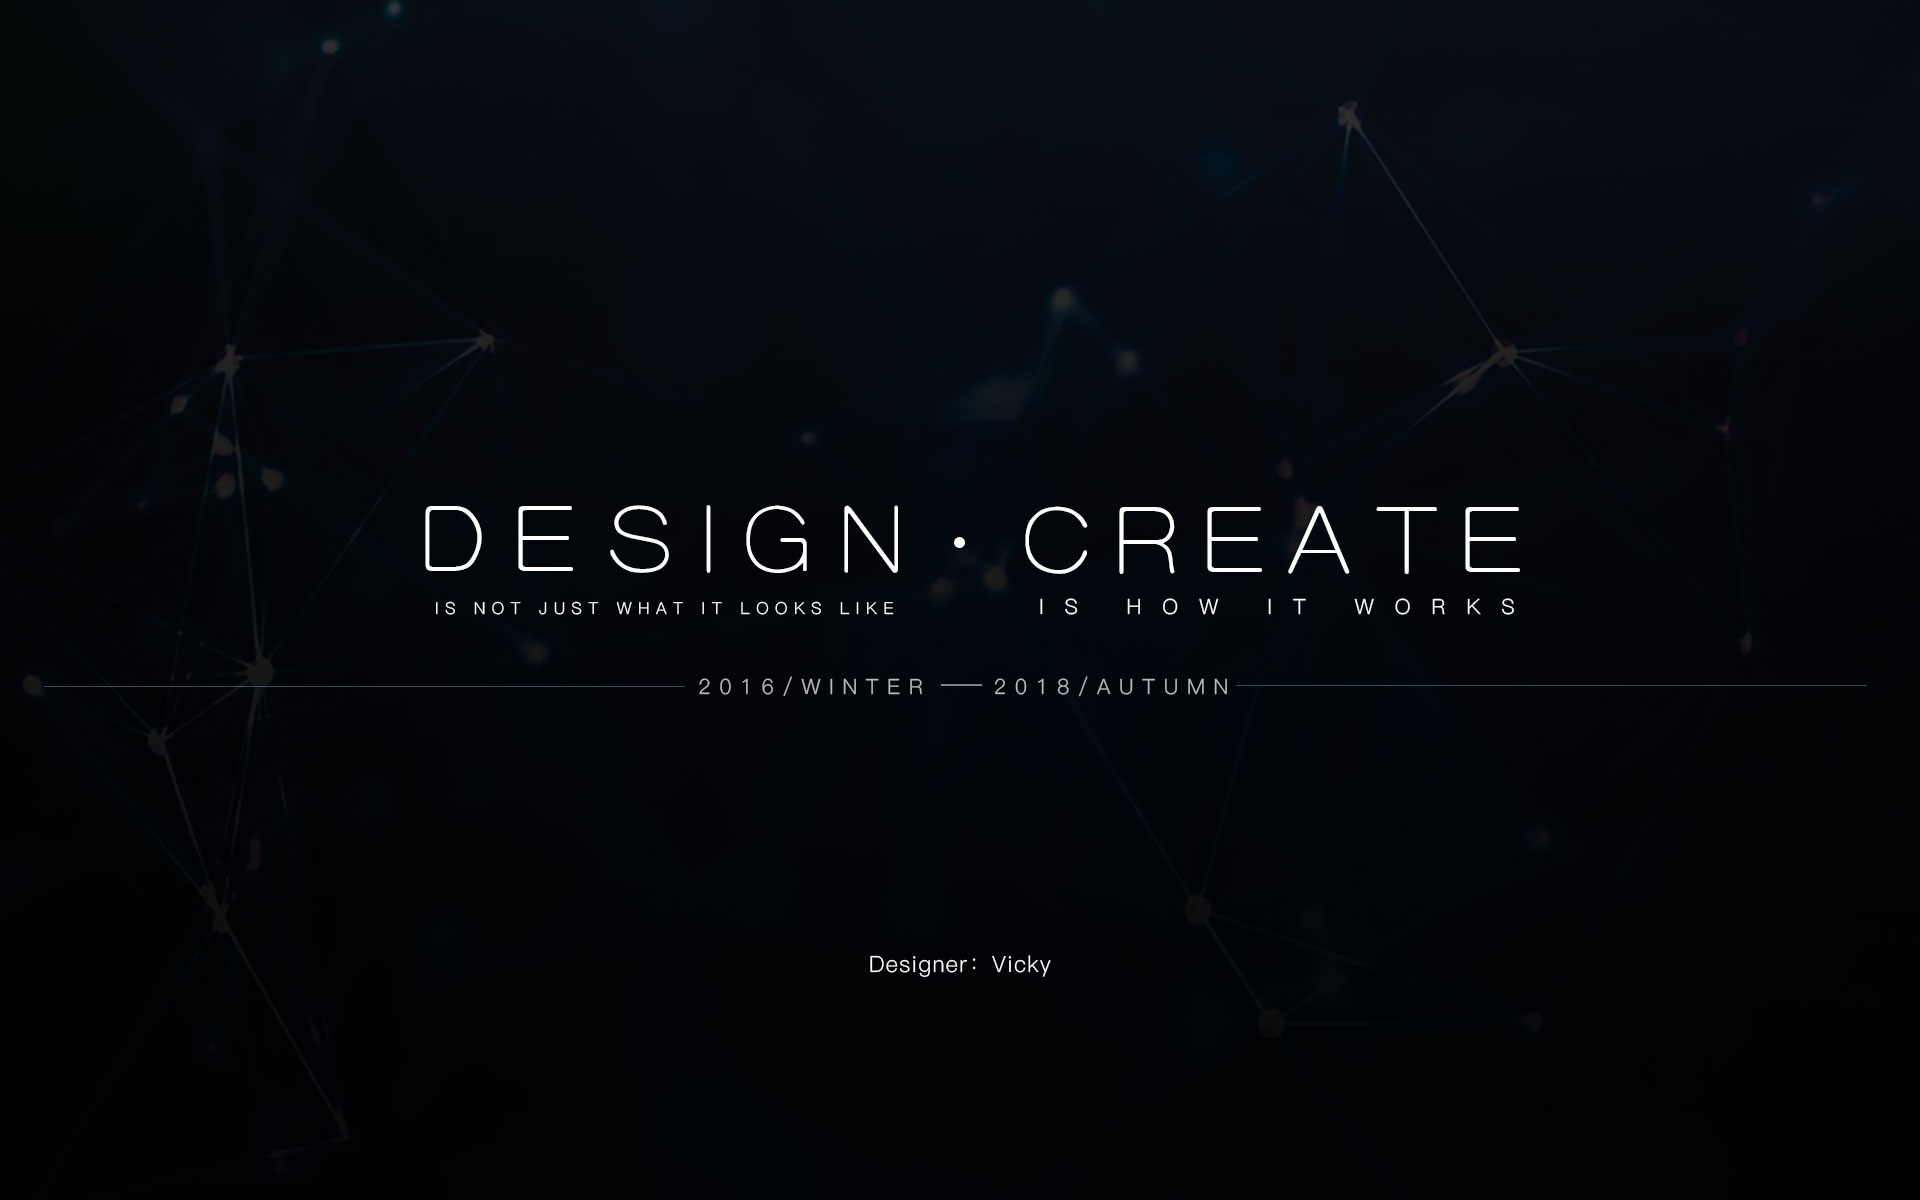 DESIGN · CREATE
IS NOT JUST WHAT IT LOOKS LIKE IS HOW IT WORKS
2016/WINTER — 2018/AUTUMN
Designer: Vicky